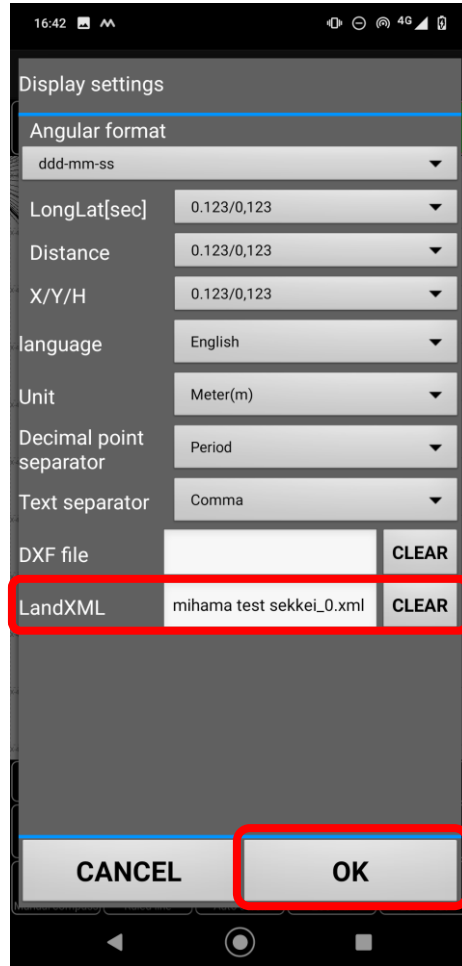 16:42 4G
Display settings
Angular format
ddd-mm-ss
LongLat[sec] 0.123/0,123
Distance 0.123/0,123
X/Y/H 0.123/0,123
language English
Unit Meter(m)
Decimal point
separator Period
Text separator Comma
DXF file CLEAR
LandXML mihama test sekkei_0.xml CLEAR
CANCEL OK